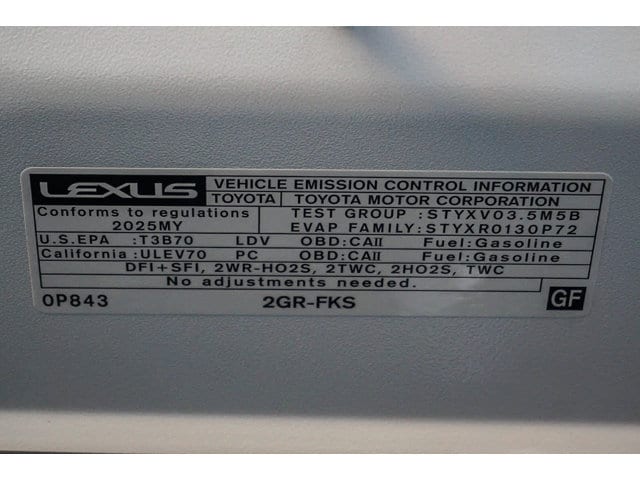 LEXUS VEHICLE EMISSION CONTROL INFORMATION
TOYOTA TOYOTA MOTOR CORPORATION
Conforms to regulations TEST GROUP :STYXV03.5M5B
2025MY EVAP FAMILY:STYXR0130P72
U.S.EPA :T3B70 LDV OBD:CAII Fuel:Gasoline
California :ULEV70 PC OBD:CAII Fuel:Gasoline
DFI+SFI, 2WR-HO2S, 2TWC, 2HO2S, TWC
No adjustments needed.
0P843 2GR-FKS GF